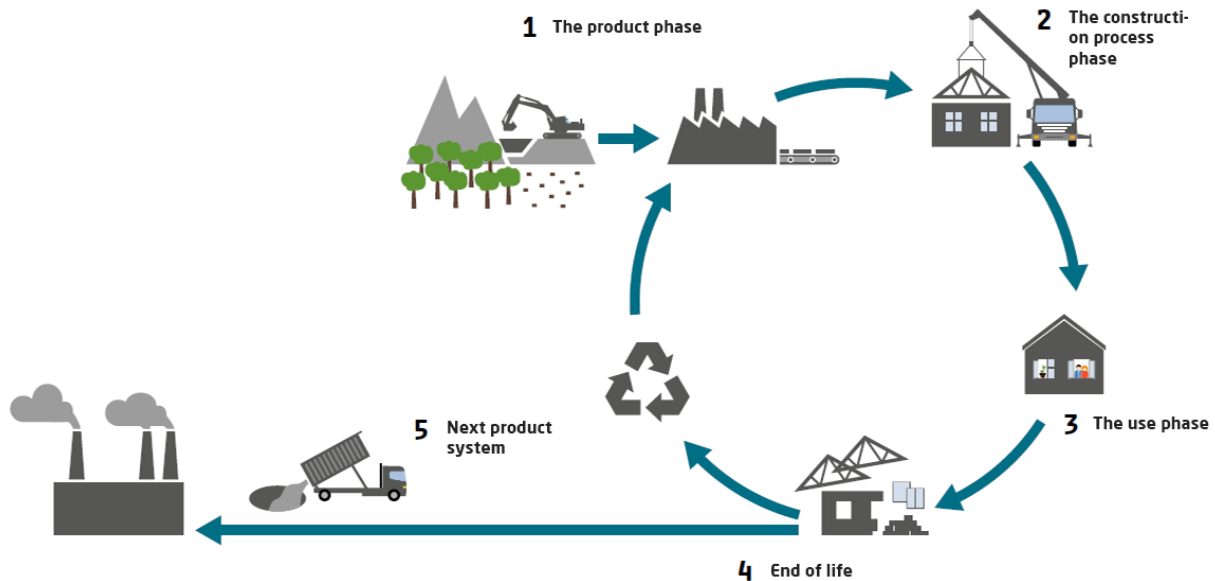 1 The product phase
2 The constructi-
on process
phase
3 The use phase
4 End of life
5 Next product
system